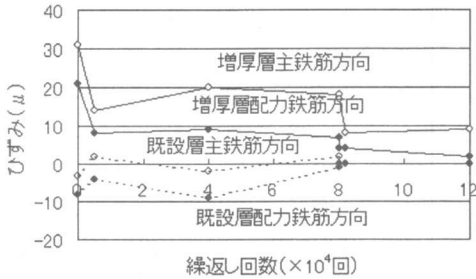 40
30
増厚層主鉄筋方向
20
増厚層配力鉄筋方向
10
既設層主鉄筋方向
0
0 2 4 6 8 10 12
-10
既設層配力鉄筋方向
-20
ひずみ(μ)
繰返し回数(×10⁴回)